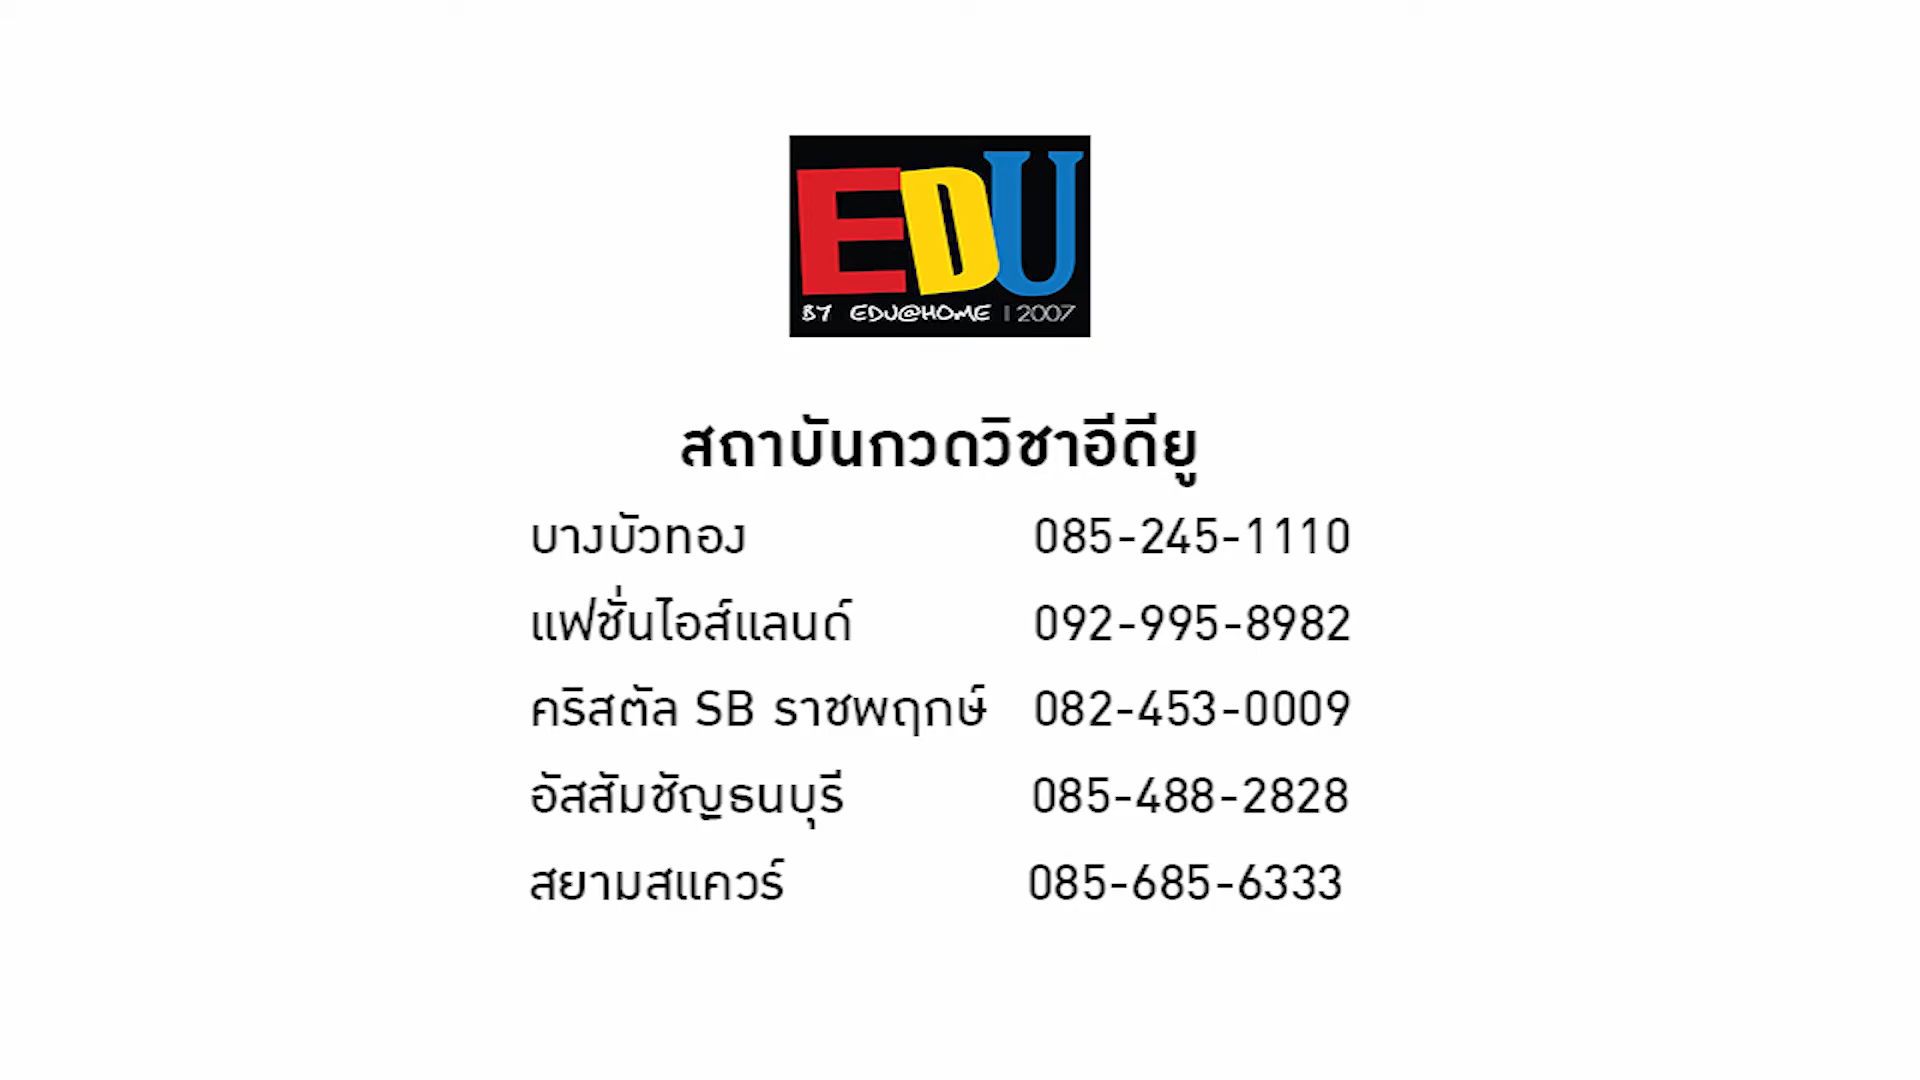 EDU
BY EDU@HOME | 2007
สถาบันกวดวิชาอีดียู
บางบัวทอง 085-245-1110
แฟชั่นไอส์แลนด์ 092-995-8982
คริสตัล SB ราชพฤกษ์ 082-453-0009
อัสสัมชัญธนบุรี 085-488-2828
สยามสแควร์ 085-685-6333